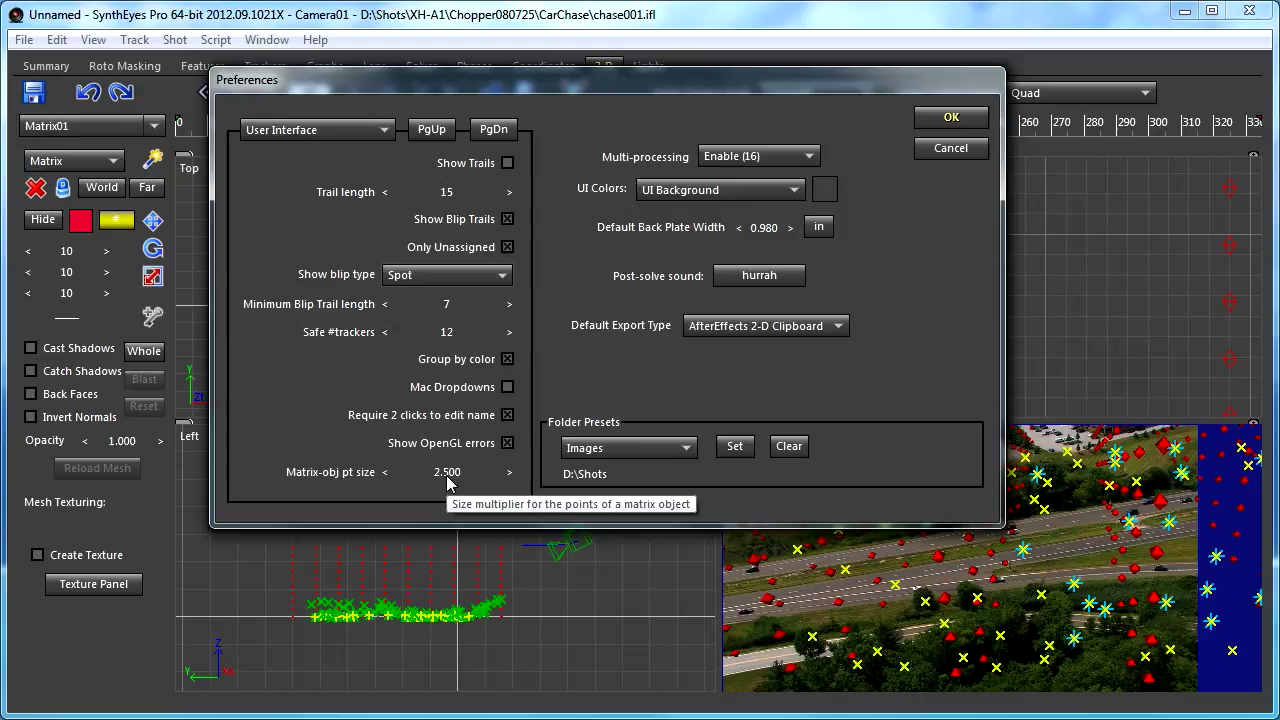 Unnamed - SynthEyes Pro 64-bit 2012.09.1021X - Camera01 - D:\Shots\XH-A1\Chopper080725\CarChase\chase001.ifl
File Edit View Track Shot Script Window Help
Summary Roto Masking
Preferences
Quad
Matrix01
0
260 270 280 290 300 310 320
Matrix
World Far
Hide #
< 10 >
< 10 >
< 10 >
Cast Shadows Whole
Catch Shadows Blast
Back Faces
Invert Normals Reset
Opacity < 1.000 >
Reload Mesh
Mesh Texturing:
Create Texture
Texture Panel
Top
Y
Left
Z
Y
User Interface PgUp PgDn
Show Trails
Trail length < 15 >
Show Blip Trails
Only Unassigned
Show blip type Spot
Minimum Blip Trail length < 7 >
Safe #trackers < 12 >
Group by color
Mac Dropdowns
Require 2 clicks to edit name
Show OpenGL errors
Matrix-obj pt size < 2.500 >
Size multiplier for the points of a matrix object
OK
Cancel
Multi-processing Enable (16)
UI Colors: UI Background
Default Back Plate Width < 0.980 > in
Post-solve sound: hurrah
Default Export Type AfterEffects 2-D Clipboard
Folder Presets
Images Set Clear
D:\Shots